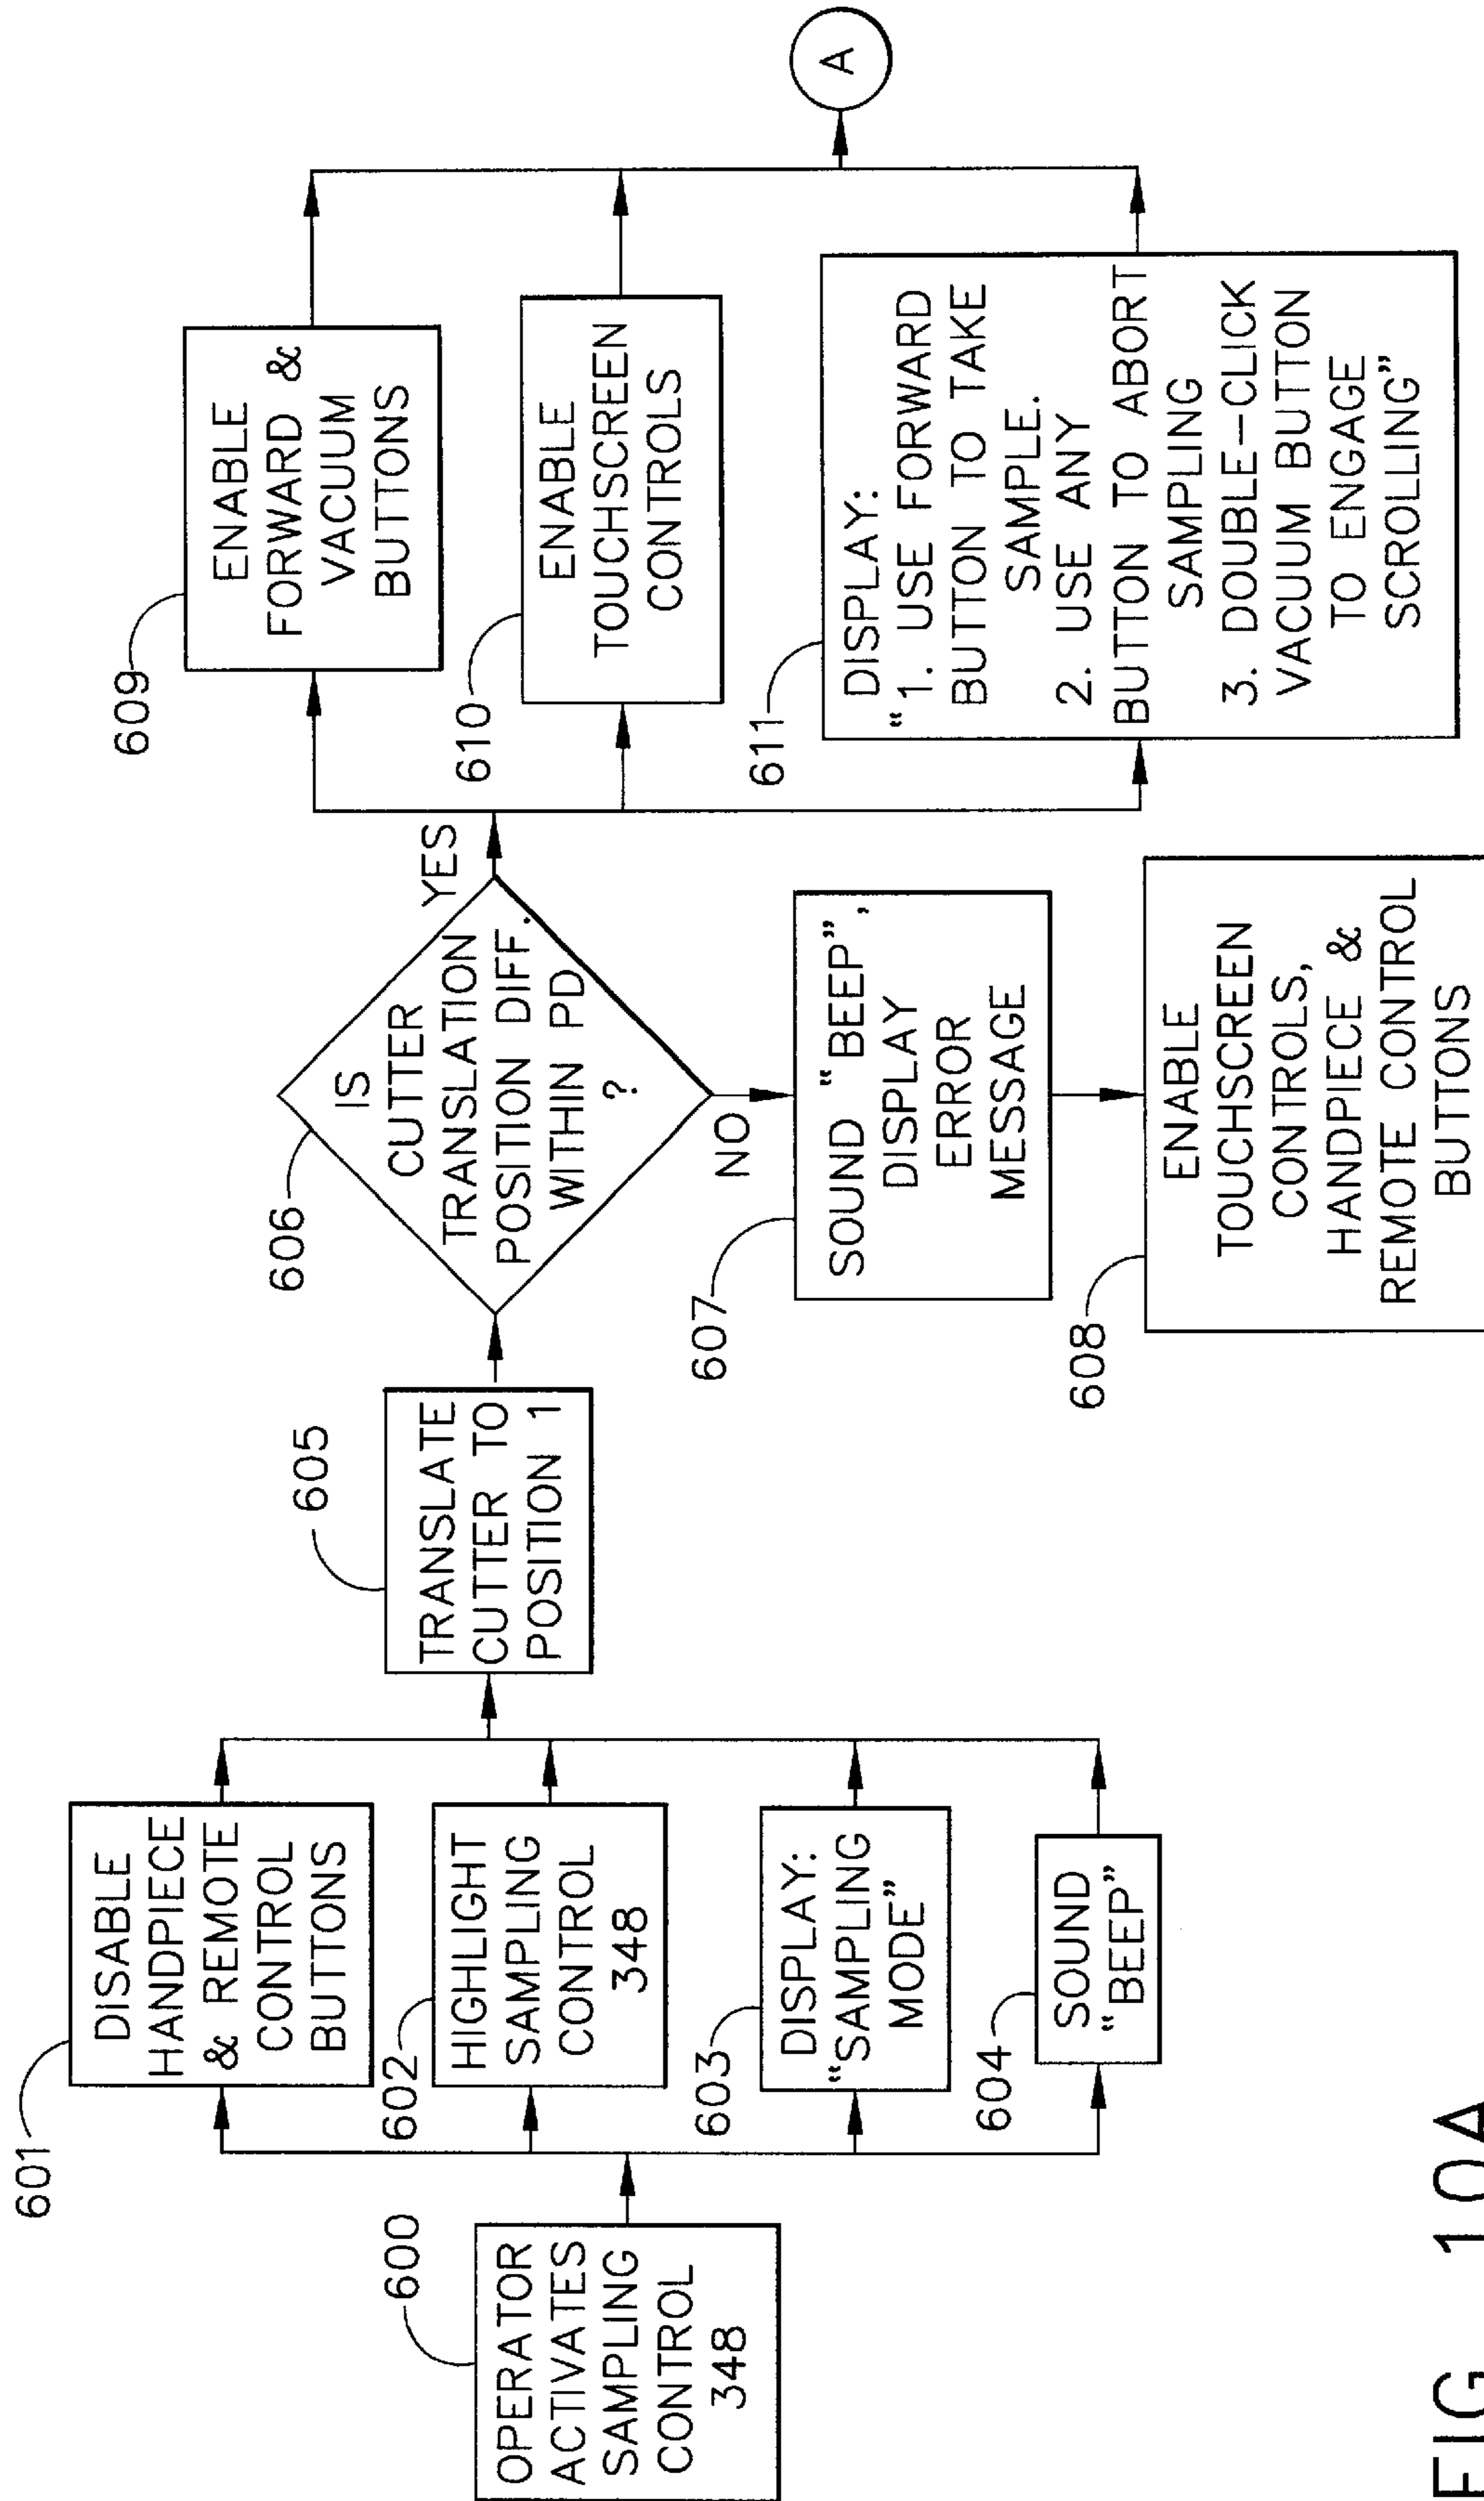 600
OPERATOR
ACTIVATES
SAMPLING
CONTROL
348
601
DISABLE
HANDPIECE
& REMOTE
CONTROL
BUTTONS
602
HIGHLIGHT
SAMPLING
CONTROL
348
603
DISPLAY:
“SAMPLING
MODE”
604
SOUND
“BEEP”
605
TRANSLATE
CUTTER TO
POSITION 1
606
IS
CUTTER
TRANSLATION
POSITION DIFF.
WITHIN PD
?
YES
NO
607
SOUND “BEEP”,
DISPLAY
ERROR
MESSAGE
608
ENABLE
TOUCHSCREEN
CONTROLS,
HANDPIECE &
REMOTE CONTROL
BUTTONS
609
ENABLE
FORWARD &
VACUUM
BUTTONS
610
ENABLE
TOUCHSCREEN
CONTROLS
611
DISPLAY:
“1. USE FORWARD
BUTTON TO TAKE
SAMPLE.
2. USE ANY
BUTTON TO ABORT
SAMPLING
3. DOUBLE-CLICK
VACUUM BUTTON
TO ENGAGE
SCROLLING”
A
FIG 10A